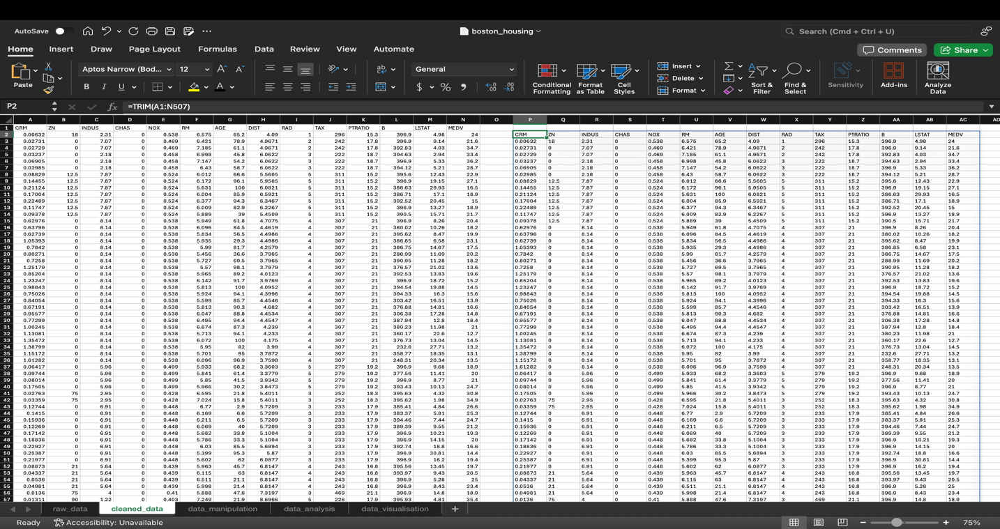 AutoSave boston_housing Search (Cmd + Ctrl + U)
Home Insert Draw Page Layout Formulas Data Review View Automate Comments Share
Paste Aptos Narrow (Bod... 12 General Insert Delete Format
B I U A $ % Conditional Formatting Format as Table Cell Styles Sort & Filter Find & Select Sensitivity Add-ins Analyze Data
P2 fx =TRIM(A1:N507)
A B C D E F G H I J K L M N O P Q R S T U V W X Y Z AA AB AC AD
1 CRM ZN INDUS CHAS NOX RM AGE DIST RAD TAX PTRATIO B LSTAT MEDV
2 0.00632 18 2.31 0 0.538 6.575 65.2 4.09 1 296 15.3 396.9 4.98 24 CRM ZN INDUS CHAS NOX RM AGE DIST RAD TAX PTRATIO B LSTAT MEDV
3 0.02731 0 7.07 0 0.469 6.421 78.9 4.9671 2 242 17.8 396.9 9.14 21.6 0.00632 18 2.31 0 0.538 6.575 65.2 4.09 1 296 15.3 396.9 4.98 24
4 0.02729 0 7.07 0 0.469 7.185 61.1 4.9671 2 242 17.8 392.83 4.03 34.7 0.02731 0 7.07 0 0.469 6.421 78.9 4.9671 2 242 17.8 396.9 9.14 21.6
5 0.03237 0 2.18 0 0.458 6.998 45.8 6.0622 3 222 18.7 394.63 2.94 33.4 0.02729 0 7.07 0 0.469 7.185 61.1 4.9671 2 242 17.8 392.83 4.03 34.7
6 0.06905 0 2.18 0 0.458 7.147 54.2 6.0622 3 222 18.7 396.9 5.33 36.2 0.03237 0 2.18 0 0.458 6.998 45.8 6.0622 3 222 18.7 394.63 2.94 33.4
7 0.02985 0 2.18 0 0.458 6.43 58.7 6.0622 3 222 18.7 394.12 5.21 28.7 0.06905 0 2.18 0 0.458 7.147 54.2 6.0622 3 222 18.7 396.9 5.33 36.2
8 0.08829 12.5 7.87 0 0.524 6.012 66.6 5.5605 5 311 15.2 395.6 12.43 22.9 0.02985 0 2.18 0 0.458 6.43 58.7 6.0622 3 222 18.7 394.12 5.21 28.7
9 0.14455 12.5 7.87 0 0.524 6.172 96.1 5.9505 5 311 15.2 396.9 19.15 27.1 0.08829 12.5 7.87 0 0.524 6.012 66.6 5.5605 5 311 15.2 395.6 12.43 22.9
10 0.21124 12.5 7.87 0 0.524 5.631 100 6.0821 5 311 15.2 386.63 29.93 16.5 0.14455 12.5 7.87 0 0.524 6.172 96.1 5.9505 5 311 15.2 396.9 19.15 27.1
11 0.17004 12.5 7.87 0 0.524 6.004 85.9 6.5921 5 311 15.2 386.71 17.1 18.9 0.21124 12.5 7.87 0 0.524 5.631 100 6.0821 5 311 15.2 386.63 29.93 16.5
12 0.22489 12.5 7.87 0 0.524 6.377 94.3 6.3467 5 311 15.2 392.52 20.45 15 0.17004 12.5 7.87 0 0.524 6.004 85.9 6.5921 5 311 15.2 386.71 17.1 18.9
13 0.11747 12.5 7.87 0 0.524 6.009 82.9 6.2267 5 311 15.2 396.9 13.27 18.9 0.22489 12.5 7.87 0 0.524 6.377 94.3 6.3467 5 311 15.2 392.52 20.45 15
14 0.09378 12.5 7.87 0 0.524 5.889 39 5.4509 5 311 15.2 390.5 15.71 21.7 0.11747 12.5 7.87 0 0.524 6.009 82.9 6.2267 5 311 15.2 396.9 13.27 18.9
15 0.62976 0 8.14 0 0.538 5.949 61.8 4.7075 4 307 21 396.9 8.26 20.4 0.09378 12.5 7.87 0 0.524 5.889 39 5.4509 5 311 15.2 390.5 15.71 21.7
16 0.63796 0 8.14 0 0.538 6.096 84.5 4.4619 4 307 21 380.02 10.26 18.2 0.62976 0 8.14 0 0.538 5.949 61.8 4.7075 4 307 21 396.9 8.26 20.4
17 0.62739 0 8.14 0 0.538 5.834 56.5 4.4986 4 307 21 395.62 8.47 19.9 0.63796 0 8.14 0 0.538 6.096 84.5 4.4619 4 307 21 380.02 10.26 18.2
18 1.05393 0 8.14 0 0.538 5.935 29.3 4.4986 4 307 21 386.85 6.58 23.1 0.62739 0 8.14 0 0.538 5.834 56.5 4.4986 4 307 21 395.62 8.47 19.9
19 0.7842 0 8.14 0 0.538 5.99 81.7 4.2579 4 307 21 386.75 14.67 17.5 1.05393 0 8.14 0 0.538 5.935 29.3 4.4986 4 307 21 386.85 6.58 23.1
20 0.80271 0 8.14 0 0.538 5.456 36.6 3.7965 4 307 21 288.99 11.69 20.2 0.7842 0 8.14 0 0.538 5.99 81.7 4.2579 4 307 21 386.75 14.67 17.5
21 0.7258 0 8.14 0 0.538 5.727 69.5 3.7965 4 307 21 390.95 11.28 18.2 0.80271 0 8.14 0 0.538 5.456 36.6 3.7965 4 307 21 288.99 11.69 20.2
22 1.25179 0 8.14 0 0.538 5.57 98.1 3.7979 4 307 21 376.57 21.02 13.6 0.7258 0 8.14 0 0.538 5.727 69.5 3.7965 4 307 21 390.95 11.28 18.2
23 0.85204 0 8.14 0 0.538 5.965 89.2 4.0123 4 307 21 392.53 13.83 19.6 1.25179 0 8.14 0 0.538 5.57 98.1 3.7979 4 307 21 376.57 21.02 13.6
24 1.23247 0 8.14 0 0.538 6.142 91.7 3.9769 4 307 21 396.9 18.72 15.2 0.85204 0 8.14 0 0.538 5.965 89.2 4.0123 4 307 21 392.53 13.83 19.6
25 0.98843 0 8.14 0 0.538 5.813 100 4.0952 4 307 21 394.54 19.88 14.5 1.23247 0 8.14 0 0.538 6.142 91.7 3.9769 4 307 21 396.9 18.72 15.2
26 0.75026 0 8.14 0 0.538 5.924 94.1 4.3996 4 307 21 394.33 16.3 15.6 0.98843 0 8.14 0 0.538 5.813 100 4.0952 4 307 21 394.54 19.88 14.5
27 0.84054 0 8.14 0 0.538 5.599 85.7 4.4546 4 307 21 303.42 16.51 13.9 0.75026 0 8.14 0 0.538 5.924 94.1 4.3996 4 307 21 394.33 16.3 15.6
28 0.67191 0 8.14 0 0.538 5.813 90.3 4.682 4 307 21 376.88 14.81 16.6 0.84054 0 8.14 0 0.538 5.599 85.7 4.4546 4 307 21 303.42 16.51 13.9
29 0.95577 0 8.14 0 0.538 6.047 88.8 4.4534 4 307 21 306.38 17.28 14.8 0.67191 0 8.14 0 0.538 5.813 90.3 4.682 4 307 21 376.88 14.81 16.6
30 0.77299 0 8.14 0 0.538 6.495 94.4 4.4547 4 307 21 387.94 12.8 18.4 0.95577 0 8.14 0 0.538 6.047 88.8 4.4534 4 307 21 306.38 17.28 14.8
31 1.00245 0 8.14 0 0.538 6.674 87.3 4.239 4 307 21 380.23 11.98 21 0.77299 0 8.14 0 0.538 6.495 94.4 4.4547 4 307 21 387.94 12.8 18.4
32 1.13081 0 8.14 0 0.538 5.713 94.1 4.233 4 307 21 360.17 22.6 12.7 1.00245 0 8.14 0 0.538 6.674 87.3 4.239 4 307 21 380.23 11.98 21
33 1.35472 0 8.14 0 0.538 6.072 100 4.175 4 307 21 376.73 13.04 14.5 1.13081 0 8.14 0 0.538 5.713 94.1 4.233 4 307 21 360.17 22.6 12.7
34 1.38799 0 8.14 0 0.538 5.95 82 3.99 4 307 21 232.6 27.71 13.2 1.35472 0 8.14 0 0.538 6.072 100 4.175 4 307 21 376.73 13.04 14.5
35 1.15172 0 8.14 0 0.538 5.701 95 3.7872 4 307 21 358.77 18.35 13.1 1.38799 0 8.14 0 0.538 5.95 82 3.99 4 307 21 232.6 27.71 13.2
36 1.61282 0 8.14 0 0.538 6.096 96.9 3.7598 4 307 21 248.31 20.34 13.5 1.15172 0 8.14 0 0.538 5.701 95 3.7872 4 307 21 358.77 18.35 13.1
37 0.06417 0 5.96 0 0.499 5.933 68.2 3.3603 5 279 19.2 396.9 9.68 18.9 1.61282 0 8.14 0 0.538 6.096 96.9 3.7598 4 307 21 248.31 20.34 13.5
38 0.09744 0 5.96 0 0.499 5.841 61.4 3.3779 5 279 19.2 377.56 11.41 20 0.06417 0 5.96 0 0.499 5.933 68.2 3.3603 5 279 19.2 396.9 9.68 18.9
39 0.08014 0 5.96 0 0.499 5.85 41.5 3.9342 5 279 19.2 396.9 8.77 21 0.09744 0 5.96 0 0.499 5.841 61.4 3.3779 5 279 19.2 377.56 11.41 20
40 0.17505 0 5.96 0 0.499 5.966 30.2 3.8473 5 279 19.2 393.43 10.13 24.7 0.08014 0 5.96 0 0.499 5.85 41.5 3.9342 5 279 19.2 396.9 8.77 21
41 0.02763 75 2.95 0 0.428 6.595 21.8 5.4011 3 252 18.3 395.63 4.32 30.8 0.17505 0 5.96 0 0.499 5.966 30.2 3.8473 5 279 19.2 393.43 10.13 24.7
42 0.03359 75 2.95 0 0.428 7.024 15.8 5.4011 3 252 18.3 395.62 1.98 34.9 0.02763 75 2.95 0 0.428 6.595 21.8 5.4011 3 252 18.3 395.63 4.32 30.8
43 0.12744 0 6.91 0 0.448 6.77 2.9 5.7209 3 233 17.9 385.41 4.84 26.6 0.03359 75 2.95 0 0.428 7.024 15.8 5.4011 3 252 18.3 395.62 1.98 34.9
44 0.1415 0 6.91 0 0.448 6.169 6.6 5.7209 3 233 17.9 383.37 5.81 25.3 0.12744 0 6.91 0 0.448 6.77 2.9 5.7209 3 233 17.9 385.41 4.84 26.6
45 0.15936 0 6.91 0 0.448 6.211 6.5 5.7209 3 233 17.9 394.46 7.44 24.7 0.1415 0 6.91 0 0.448 6.169 6.6 5.7209 3 233 17.9 383.37 5.81 25.3
46 0.12269 0 6.91 0 0.448 6.069 40 5.7209 3 233 17.9 389.39 9.55 21.2 0.15936 0 6.91 0 0.448 6.211 6.5 5.7209 3 233 17.9 394.46 7.44 24.7
47 0.17142 0 6.91 0 0.448 5.682 33.8 5.1004 3 233 17.9 396.9 10.21 19.3 0.12269 0 6.91 0 0.448 6.069 40 5.7209 3 233 17.9 389.39 9.55 21.2
48 0.18836 0 6.91 0 0.448 5.786 33.3 5.1004 3 233 17.9 396.9 14.15 20 0.17142 0 6.91 0 0.448 5.682 33.8 5.1004 3 233 17.9 396.9 10.21 19.3
49 0.22927 0 6.91 0 0.448 6.03 85.5 5.6894 3 233 17.9 392.74 18.8 16.6 0.18836 0 6.91 0 0.448 5.786 33.3 5.1004 3 233 17.9 396.9 14.15 20
50 0.25387 0 6.91 0 0.448 5.399 95.3 5.87 3 233 17.9 396.9 30.81 14.4 0.22927 0 6.91 0 0.448 6.03 85.5 5.6894 3 233 17.9 392.74 18.8 16.6
51 0.21977 0 6.91 0 0.448 5.602 62 6.0877 3 233 17.9 396.9 16.2 19.4 0.25387 0 6.91 0 0.448 5.399 95.3 5.87 3 233 17.9 396.9 30.81 14.4
52 0.08873 21 5.64 0 0.439 5.963 45.7 6.8147 4 243 16.8 395.56 13.45 19.7 0.21977 0 6.91 0 0.448 5.602 62 6.0877 3 233 17.9 396.9 16.2 19.4
53 0.04337 21 5.64 0 0.439 6.115 63 6.8147 4 243 16.8 393.97 9.43 20.5 0.08873 21 5.64 0 0.439 5.963 45.7 6.8147 4 243 16.8 395.56 13.45 19.7
54 0.0536 21 5.64 0 0.439 6.511 21.1 6.8147 4 243 16.8 396.9 5.28 25 0.04337 21 5.64 0 0.439 6.115 63 6.8147 4 243 16.8 393.97 9.43 20.5
55 0.04981 21 5.64 0 0.439 5.998 21.4 6.8147 4 243 16.8 396.9 8.43 23.4 0.0536 21 5.64 0 0.439 6.511 21.1 6.8147 4 243 16.8 396.9 5.28 25
56 0.0136 75 4 0 0.41 5.888 47.6 7.3197 3 469 21.1 396.9 14.8 18.9 0.04981 21 5.64 0 0.439 5.998 21.4 6.8147 4 243 16.8 396.9 8.43 23.4
57 0.01311 90 1.22 0 0.403 7.249 21.9 8.6966 5 226 17.9 395.93 4.81 35.4 0.0136 75 4 0 0.41 5.888 47.6 7.3197 3 469 21.1 396.9 14.8 18.9
raw_data cleaned_data data_manipulation data_analysis data_visualisation +
Ready Accessibility: Unavailable 75%